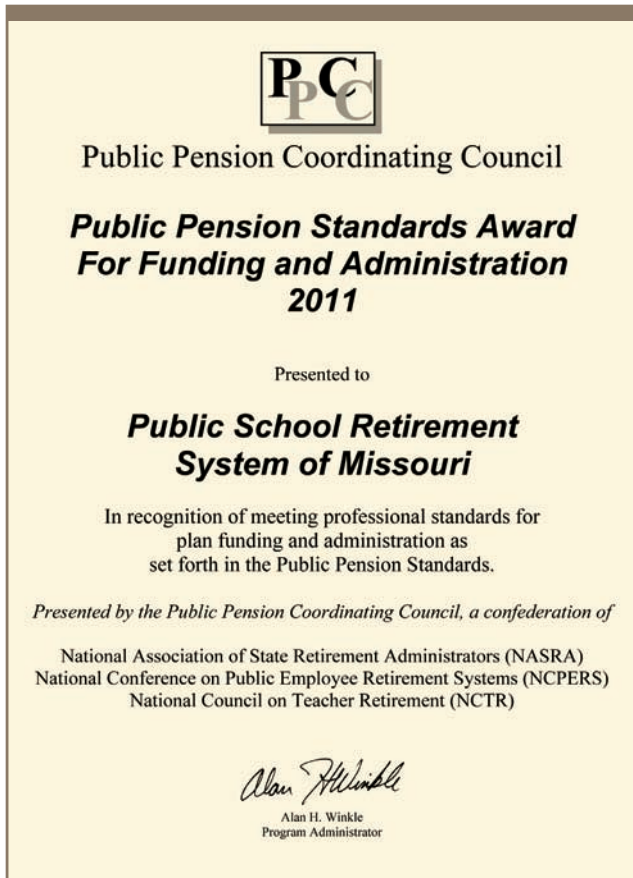 PPCC
Public Pension Coordinating Council
Public Pension Standards Award
For Funding and Administration
2011
Presented to
Public School Retirement
System of Missouri
In recognition of meeting professional standards for
plan funding and administration as
set forth in the Public Pension Standards.
Presented by the Public Pension Coordinating Council, a confederation of
National Association of State Retirement Administrators (NASRA)
National Conference on Public Employee Retirement Systems (NCPERS)
National Council on Teacher Retirement (NCTR)
Alan H Winkle
Alan H. Winkle
Program Administrator